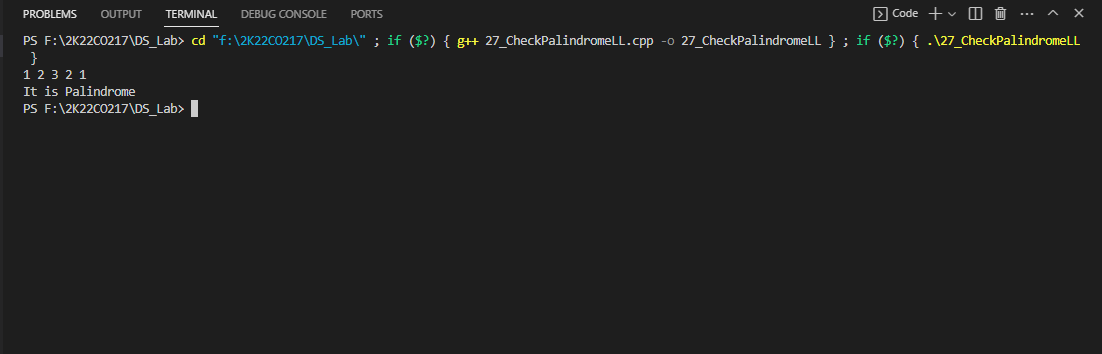 PROBLEMS OUTPUT TERMINAL DEBUG CONSOLE PORTS Code
PS F:\2K22CO217\DS_Lab> cd "f:\2K22CO217\DS_Lab\" ; if ($?) { g++ 27_CheckPalindromeLL.cpp -o 27_CheckPalindromeLL } ; if ($?) { .\27_CheckPalindromeLL
}
1 2 3 2 1
It is Palindrome
PS F:\2K22CO217\DS_Lab>